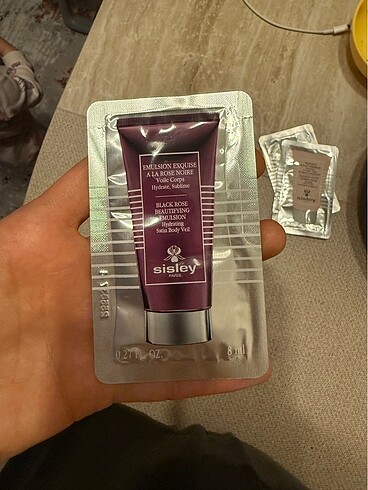 EMULSION EXQUISE
A LA ROSE NOIRE
Voile Corps
Hydrate, Sublime
BLACK ROSE
BEAUTIFYING
EMULSION
Hydrating
Satin Body Veil
sisley
PARIS
0.27 FL. OZ.
8 ml
sisley